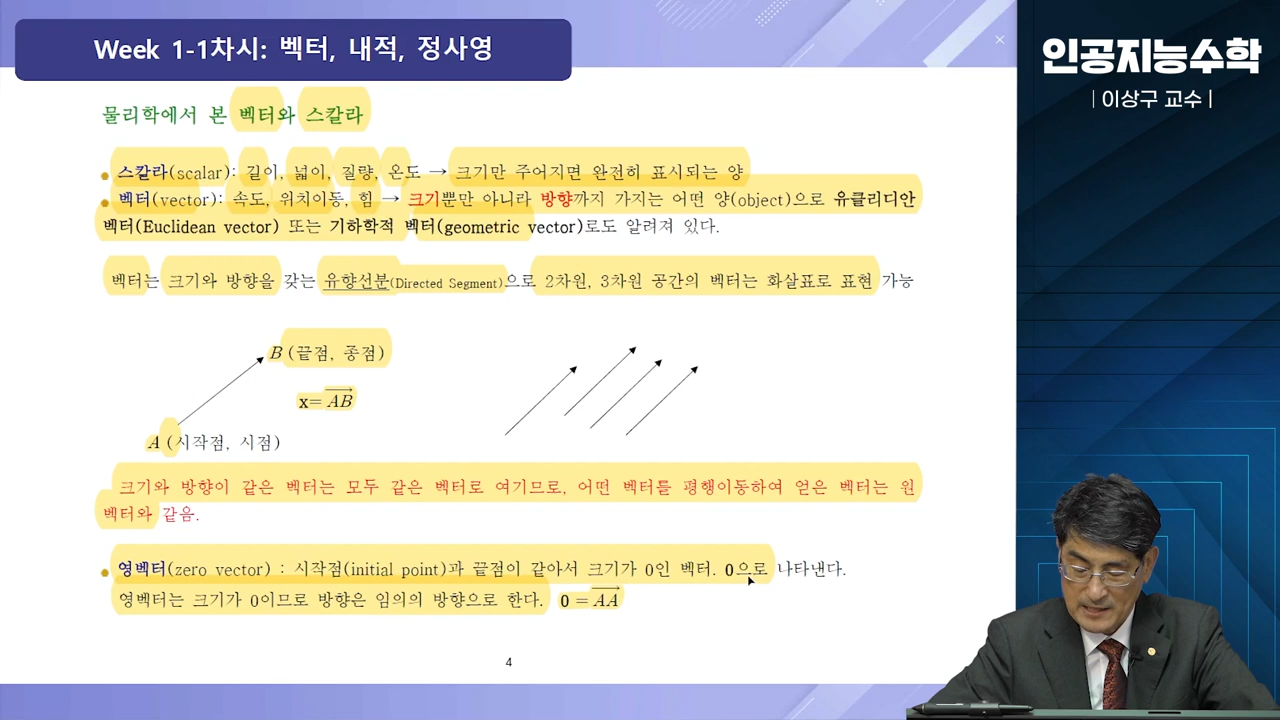 Week 1-1차시: 벡터, 내적, 정사영
인공지능수학
| 이상구 교수 |
물리학에서 본 벡터와 스칼라
스칼라(scalar): 길이, 넓이, 질량, 온도 → 크기만 주어지면 완전히 표시되는 양
벡터(vector): 속도, 위치이동, 힘 → 크기뿐만 아니라 방향까지 가지는 어떤 양(object)으로 유클리디안
벡터(Euclidean vector) 또는 기하학적 벡터(geometric vector)로도 알려져 있다.
벡터는 크기와 방향을 갖는 유향선분(Directed Segment)으로 2차원, 3차원 공간의 벡터는 화살표로 표현 가능
B (끝점, 종점)
x= \overrightarrow{AB}
A (시작점, 시점)
크기와 방향이 같은 벡터는 모두 같은 벡터로 여기므로, 어떤 벡터를 평행이동하여 얻은 벡터는 원
벡터와 같음.
영벡터(zero vector) : 시작점(initial point)과 끝점이 같아서 크기가 0인 벡터. 0으로 나타낸다.
영벡터는 크기가 0이므로 방향은 임의의 방향으로 한다. 0 = \overrightarrow{AA}
4